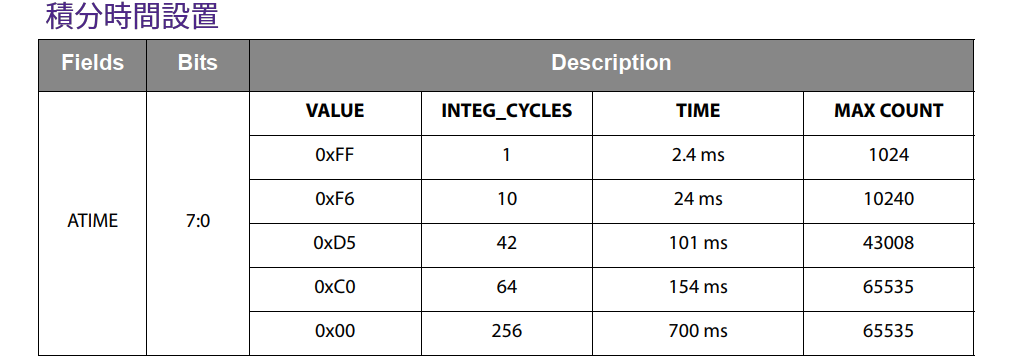 積分時間設置
Fields Bits Description
VALUE INTEG_CYCLES TIME MAX COUNT
0xFF 1 2.4 ms 1024
0xF6 10 24 ms 10240
ATIME 7:0
0xD5 42 101 ms 43008
0xC0 64 154 ms 65535
0x00 256 700 ms 65535